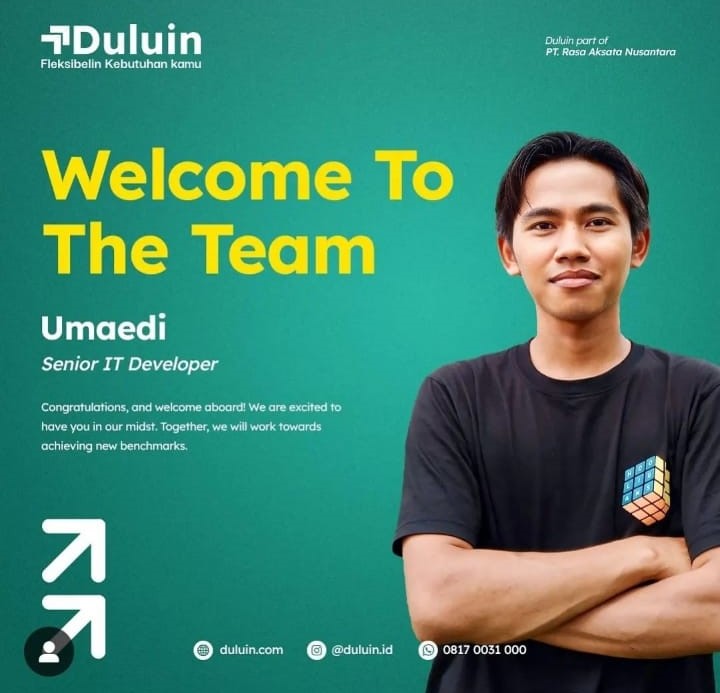 Duluin
Fleksibelin Kebutuhan kamu
Duluin part of
PT. Rasa Aksata Nusantara
Welcome To
The Team
Umaedi
Senior IT Developer
Congratulations, and welcome aboard! We are excited to
have you in our midst. Together, we will work towards
achieving new benchmarks.
duluin.com
@duluin.id
0817 0031 000